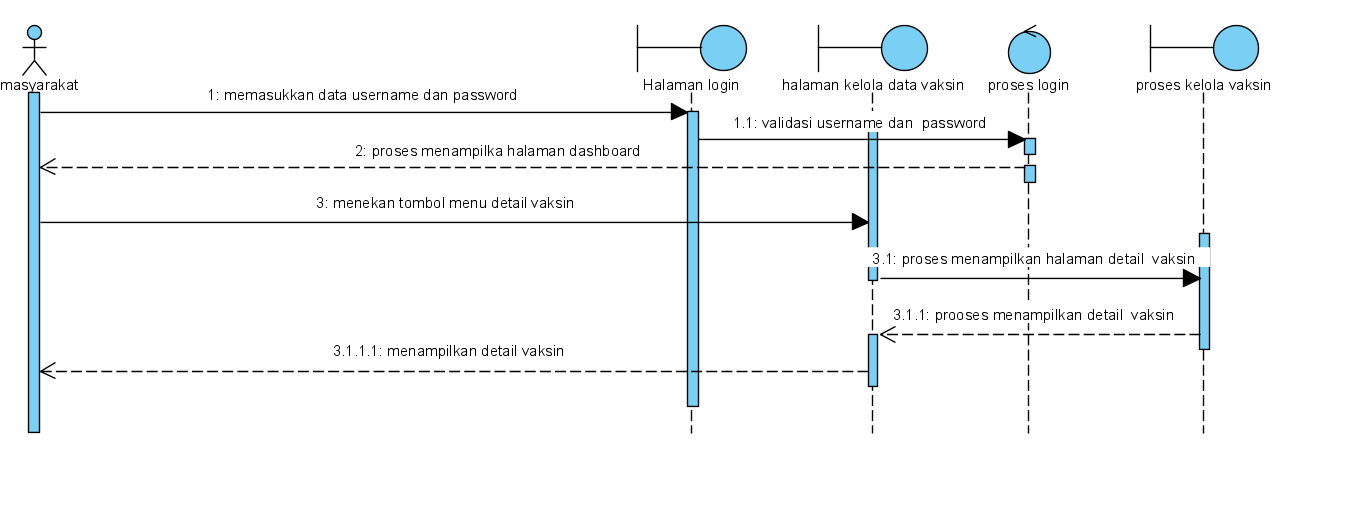 masyarakat
Halaman login
halaman kelola data vaksin
proses login
proses kelola vaksin
1: memasukkan data username dan password
1.1: validasi username dan  password
2: proses menampilka halaman dashboard
3: menekan tombol menu detail vaksin
3.1: proses menampilkan halaman detail  vaksin
3.1.1: prooses menampilkan detail  vaksin
3.1.1.1: menampilkan detail vaksin